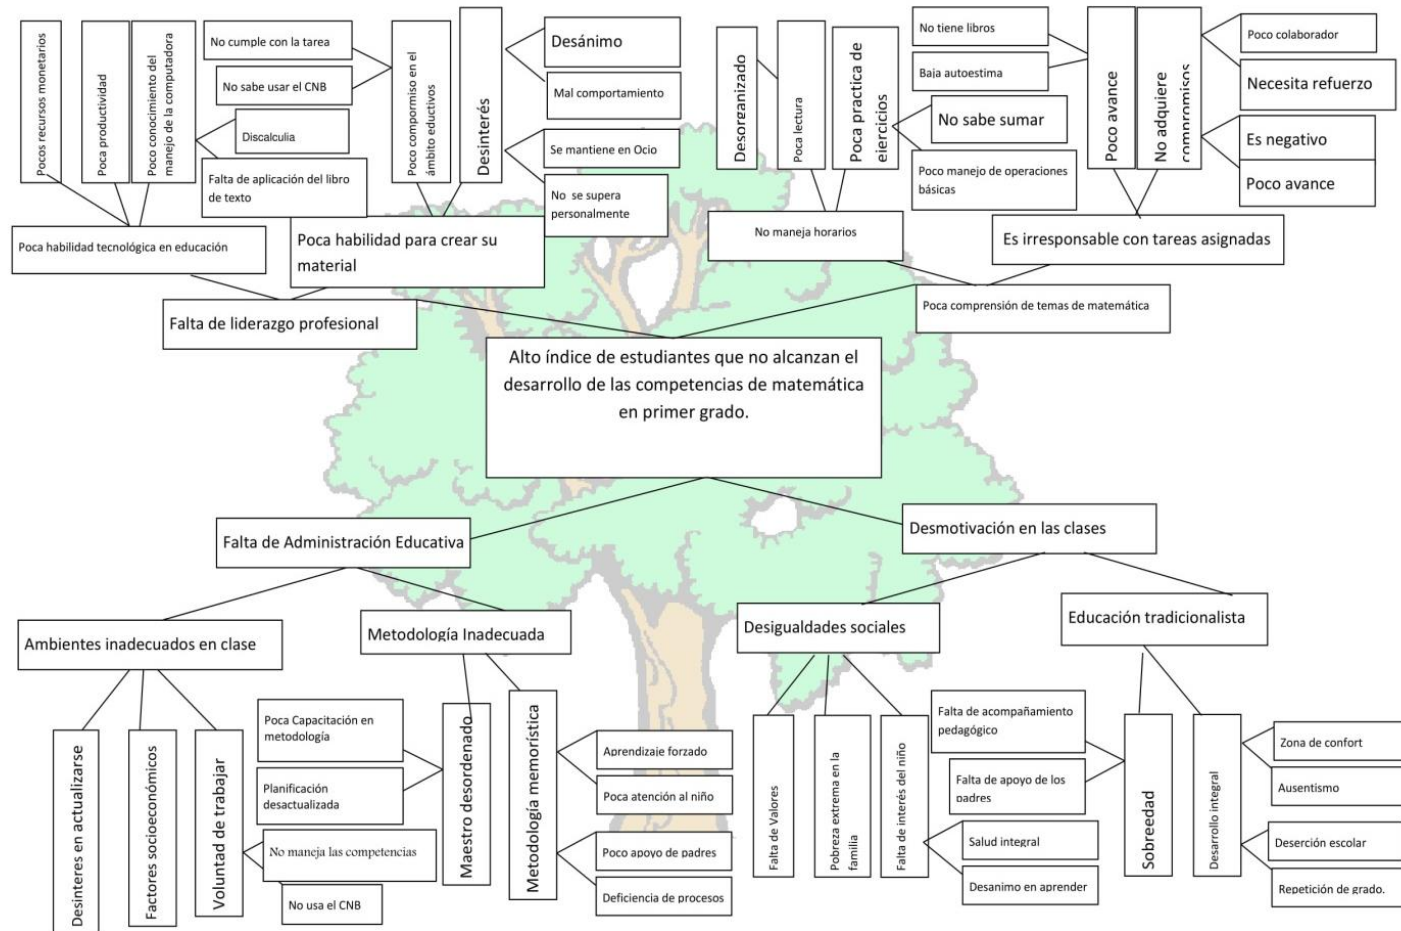 Pocos recursos monetarios
Poca productividad
Poco conocimiento del
manejo de la computadora
No cumple con la tarea
No sabe usar el CNB
Discalculia
Falta de aplicación del libro
de texto
Poco compormiso en el
ámbito eductivos
Desinterés
Desánimo
Mal comportamiento
Se mantiene en Ocio
No se supera
personalmente
Desorganizado
Poca lectura
Poca practica de
ejercicios
No tiene libros
Baja autoestima
No sabe sumar
Poco manejo de operaciones
básicas
Poco avance
No adquiere
compromisos
Poco colaborador
Necesita refuerzo
Es negativo
Poco avance
Poca habilidad tecnológica en educación
Poca habilidad para crear su
material
No maneja horarios
Es irresponsable con tareas asignadas
Falta de liderazgo profesional
Poca comprensión de temas de matemática
Alto índice de estudiantes que no alcanzan el
desarrollo de las competencias de matemática
en primer grado.
Falta de Administración Educativa
Desmotivación en las clases
Ambientes inadecuados en clase
Metodología Inadecuada
Desigualdades sociales
Educación tradicionalista
Desinteres en actualizarse
Factores socioeconómicos
Voluntad de trabajar
Poca Capacitación en
metodología
Planificación
desactualizada
No maneja las competencias
No usa el CNB
Maestro desordenado
Metodología memorística
Aprendizaje forzado
Poca atención al niño
Poco apoyo de padres
Deficiencia de procesos
Falta de Valores
Pobreza extrema en la
familia
Falta de interés del niño
Falta de acompañamiento
pedagógico
Falta de apoyo de los
padres
Salud integral
Desanimo en aprender
Sobreedad
Desarrollo integral
Zona de confort
Ausentismo
Deserción escolar
Repetición de grado.